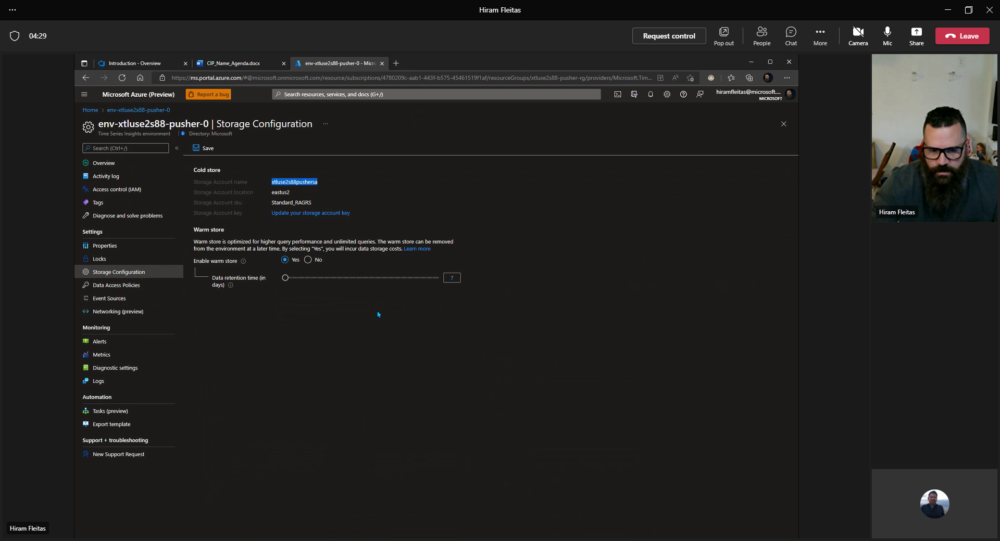 Hiram Fleitas
04:29
Request control
Pop out
People
Chat
More
Camera
Mic
Share
Leave
Introduction - Overview
CIP_Name_Agenda.docx
env-xtluse2s88-pusher-0 - Micro
https://ms.portal.azure.com/#@microsoft.onmicrosoft.com/resource/subscriptions/4780209c-aab1-443f-b575-45461519f1af/resourceGroups/xtluse2s88-pusher-rg/providers/Microsoft.Tim...
Microsoft Azure (Preview)
Report a bug
Search resources, services, and docs (G+/)
hiramfleitas@microsoft....
MICROSOFT
Home > env-xtluse2s88-pusher-0
env-xtluse2s88-pusher-0 | Storage Configuration ...
Time Series Insights environment
Directory: Microsoft
Search (Ctrl+/)
«
Save
Overview
Activity log
Access control (IAM)
Tags
Diagnose and solve problems
Settings
Properties
Locks
Storage Configuration
Data Access Policies
Event Sources
Networking (preview)
Monitoring
Alerts
Metrics
Diagnostic settings
Logs
Automation
Tasks (preview)
Export template
Support + troubleshooting
New Support Request
Cold store
Storage Account name xtluse2s88pushersa
Storage Account location eastus2
Storage Account sku Standard_RAGRS
Storage Account key Update your storage account key
Warm store
Warm store is optimized for higher query performance and unlimited queries. The warm store can be removed
from the environment at a later time. By selecting "Yes", you will incur data storage costs. Learn more
Enable warm store Yes No
Data retention time (in
days)
7
Hiram Fleitas
Hiram Fleitas